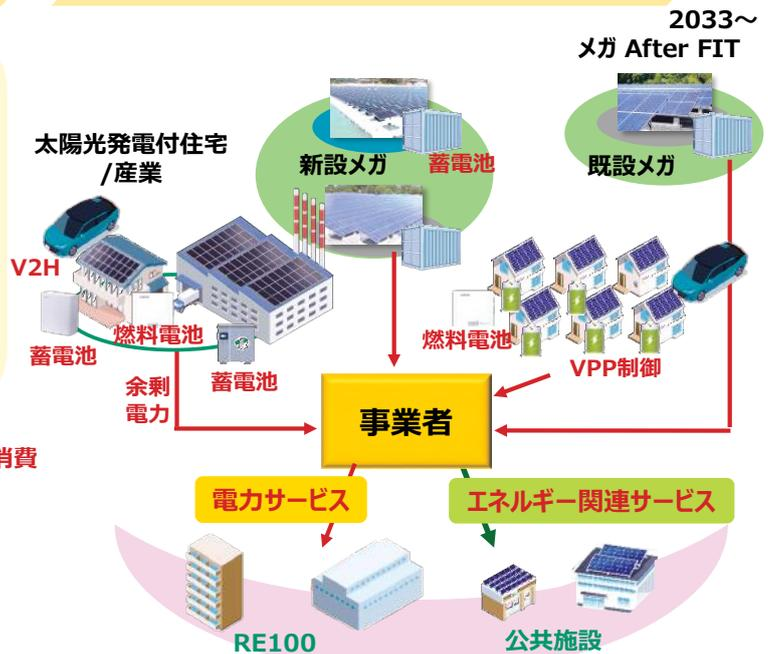 2033～
メガ After FIT
太陽光発電付住宅
/産業
新設メガ
蓄電池
既設メガ
V2H
燃料電池
蓄電池
蓄電池
燃料電池
VPP制御
余剰
電力
事業者
消費
電力サービス
エネルギー関連サービス
RE100
公共施設